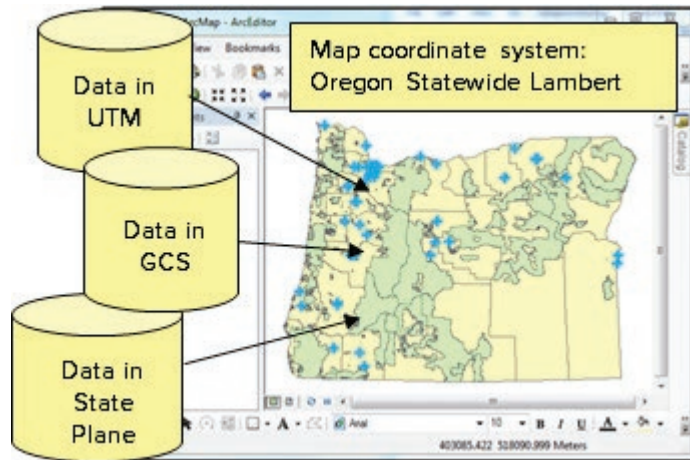 ArcMap - ArcEditor
Bookmarks
Map coordinate system:
Oregon Statewide Lambert
Data in
UTM
Data in
GCS
Data in
State
Plane
Catalog
Arial
10
B I U A
403085.422 518090.999 Meters